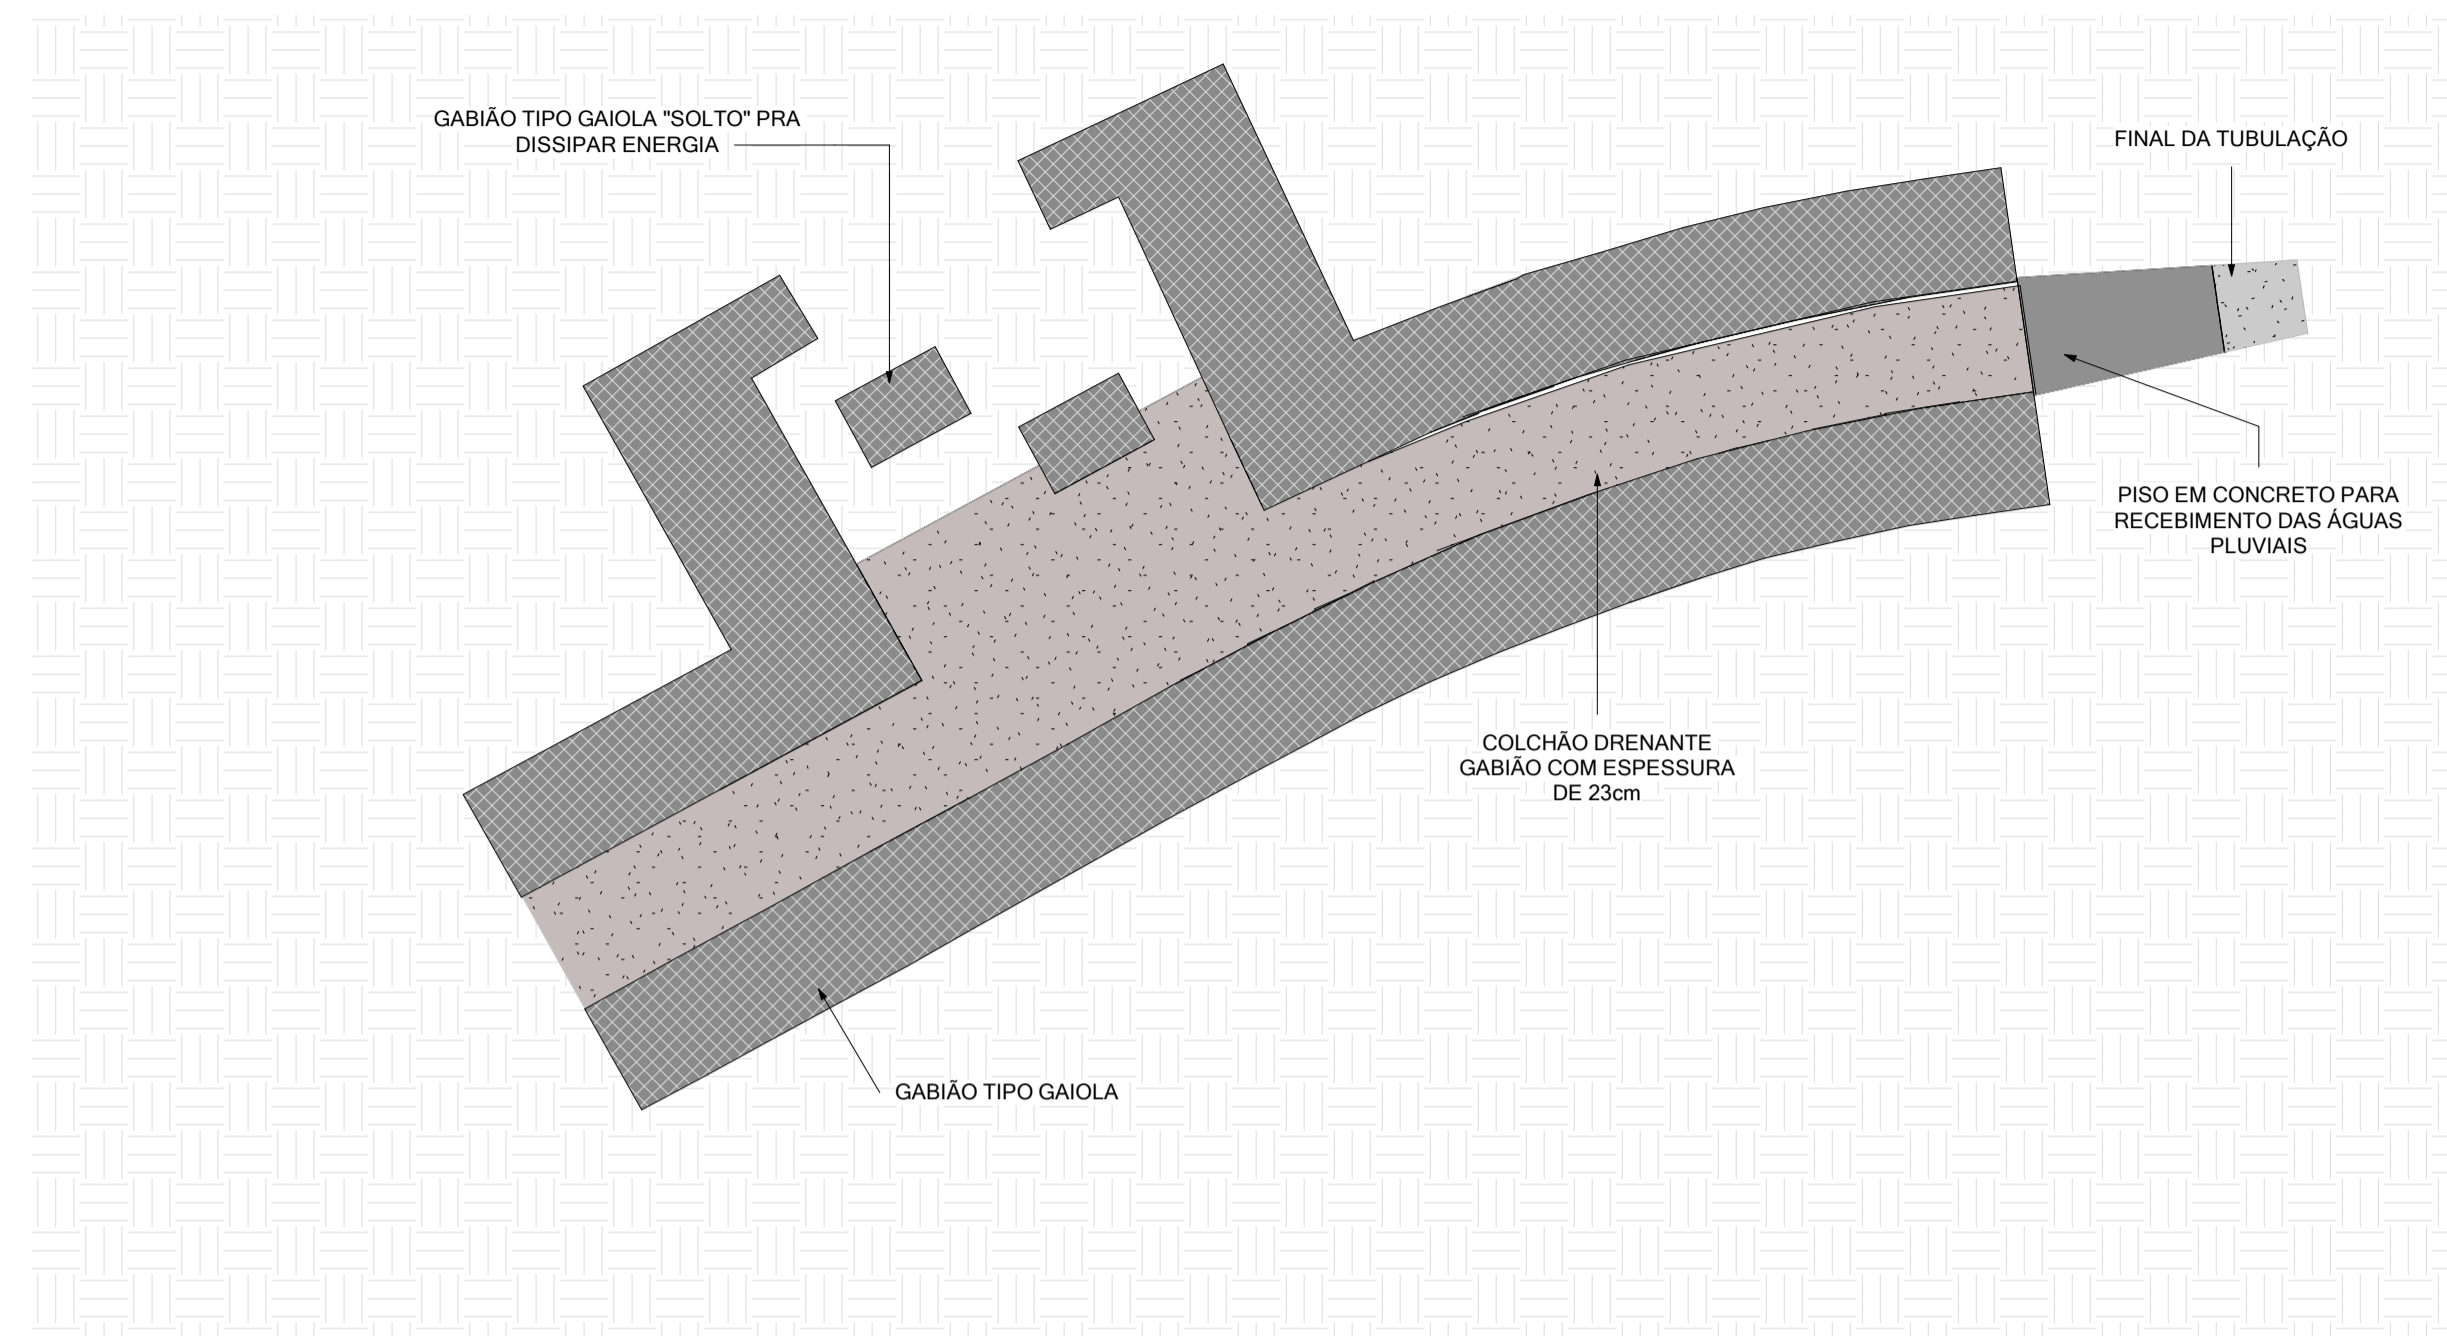 GABIÃO TIPO GAIOLA "SOLTO" PRA
DISSIPAR ENERGIA
FINAL DA TUBULAÇÃO
PISO EM CONCRETO PARA
RECEBIMENTO DAS ÁGUAS
PLUVIAIS
COLCHÃO DRENANTE
GABIÃO COM ESPESSURA
DE 23cm
GABIÃO TIPO GAIOLA